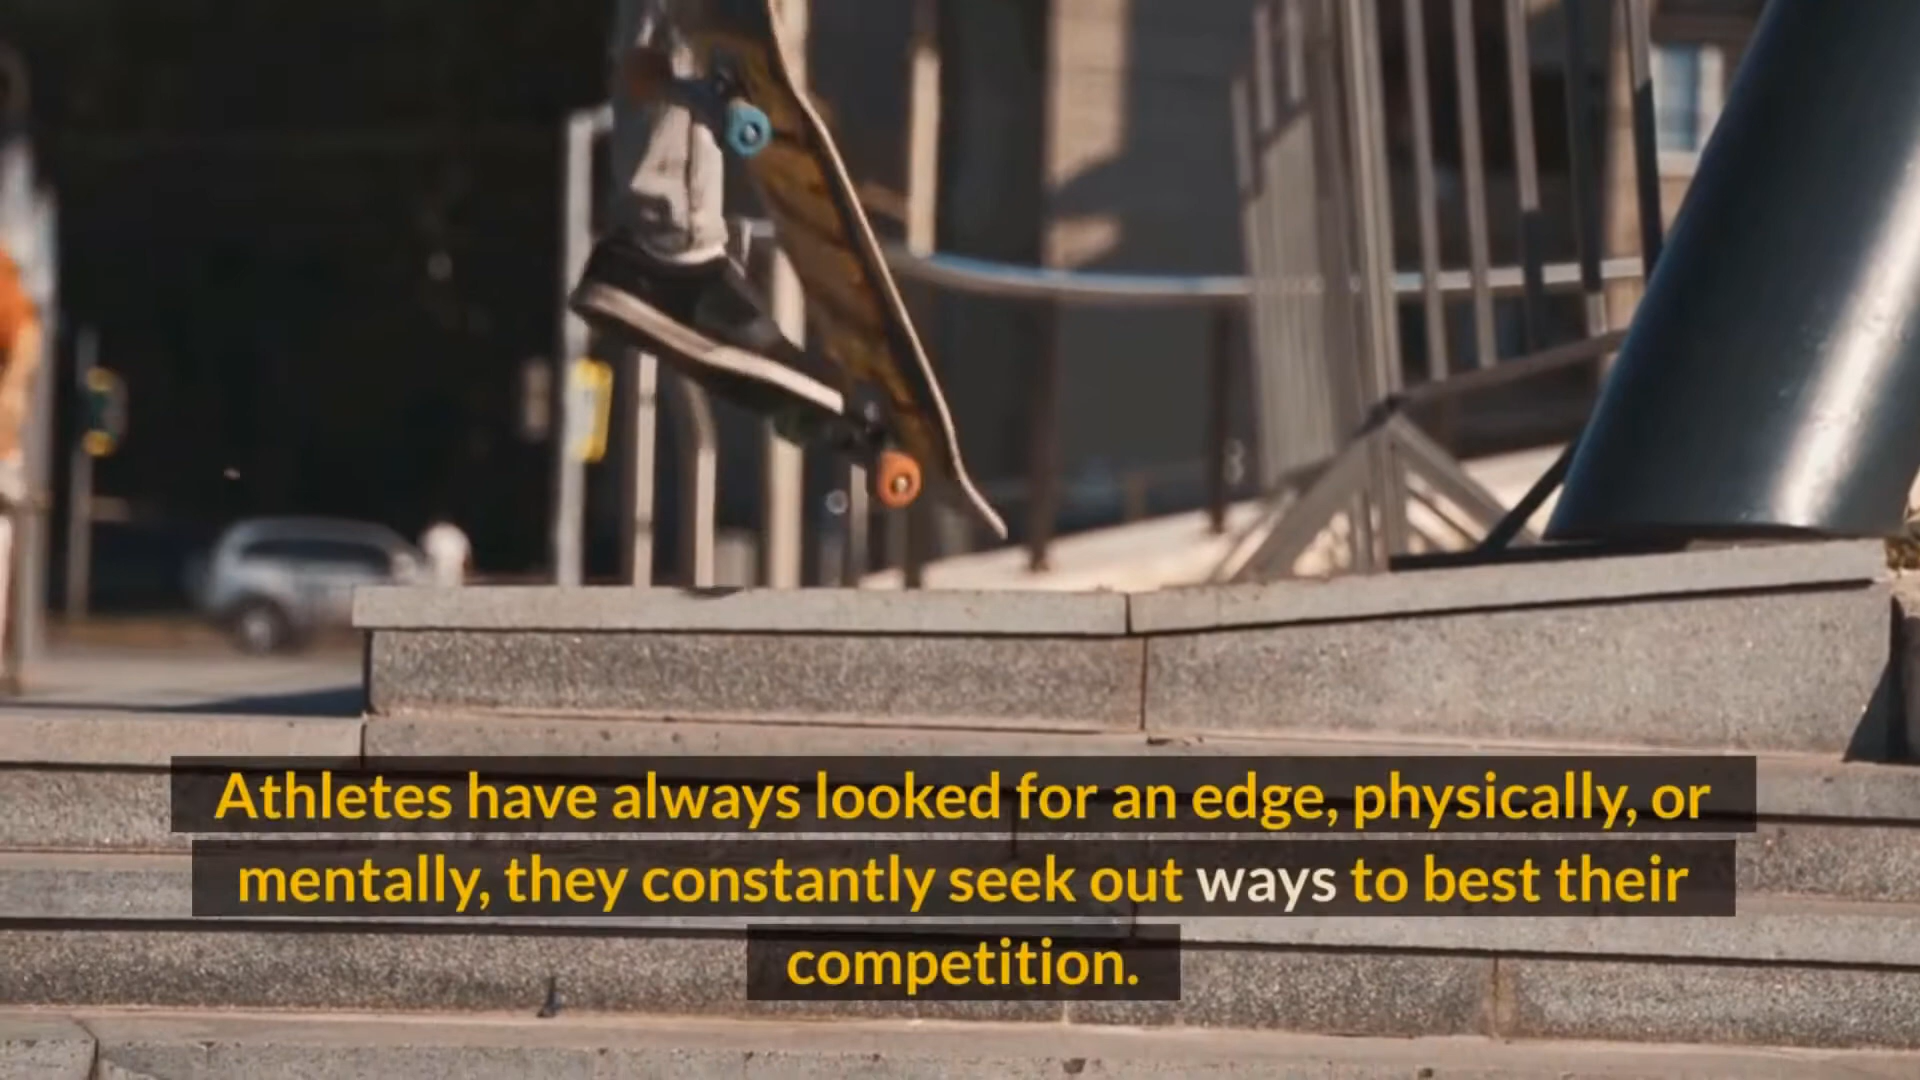 Athletes have always looked for an edge, physically, or
mentally, they constantly seek out ways to best their
competition.